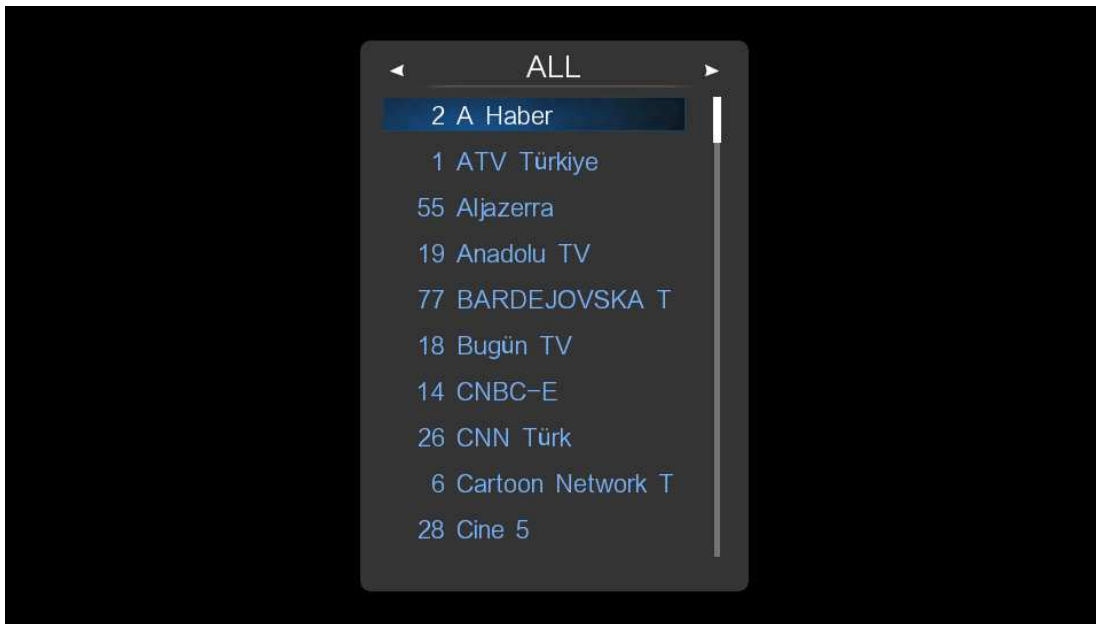 ALL
2 A Haber
1 ATV Türkiye
55 Aljazerra
19 Anadolu TV
77 BARDEJOVSKA T
18 Bugün TV
14 CNBC-E
26 CNN Türk
6 Cartoon Network T
28 Cine 5